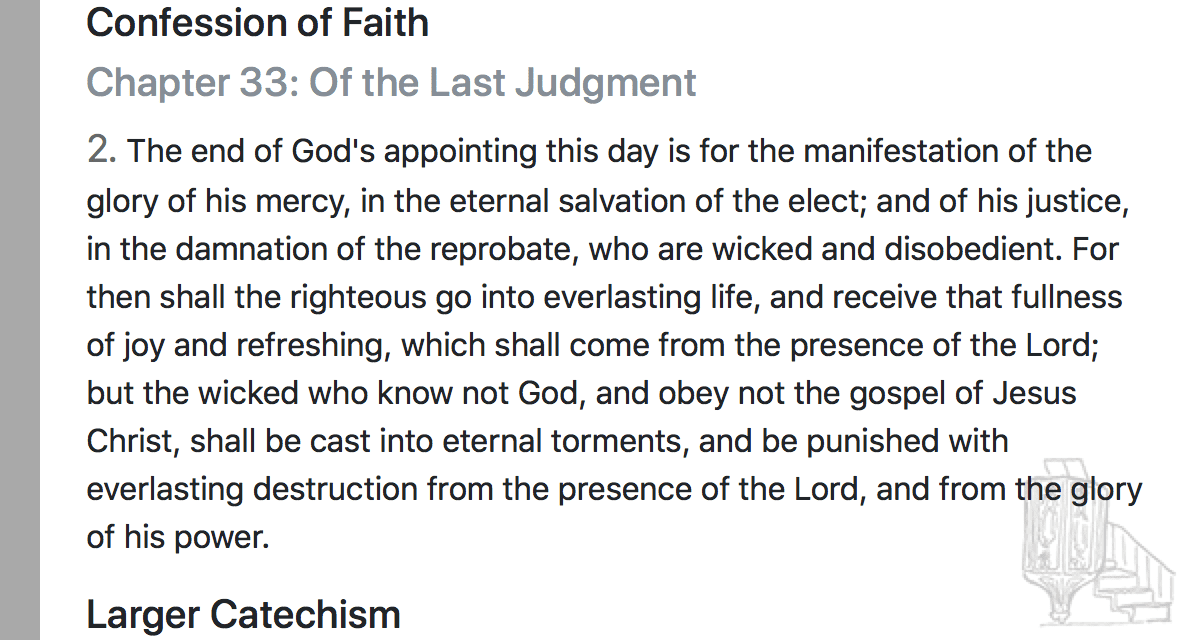 Confession of Faith
Chapter 33: Of the Last Judgment
2. The end of God's appointing this day is for the manifestation of the
glory of his mercy, in the eternal salvation of the elect; and of his justice,
in the damnation of the reprobate, who are wicked and disobedient. For
then shall the righteous go into everlasting life, and receive that fullness
of joy and refreshing, which shall come from the presence of the Lord;
but the wicked who know not God, and obey not the gospel of Jesus
Christ, shall be cast into eternal torments, and be punished with
everlasting destruction from the presence of the Lord, and from the glory
of his power.
Larger Catechism